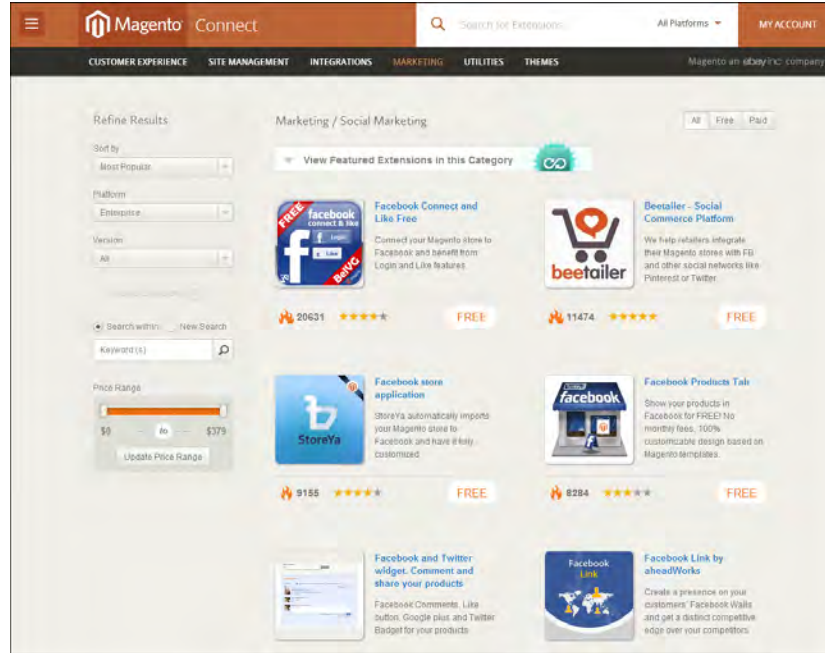 Magento Connect
Search for Extensions...
All Platforms
MY ACCOUNT
CUSTOMER EXPERIENCE SITE MANAGEMENT INTEGRATIONS MARKETING UTILITIES THEMES
Magento an ebay inc company
Refine Results
Sort by
Most Popular
Platform
Enterprise
Version
All
Search within New Search
Keyword(s)
Price Range
$0 to $379
Update Price Range
Marketing / Social Marketing
All Free Paid
View Featured Extensions in this Category
FREE
facebook
connect & like
Login
Like
BelVG
Facebook Connect and
Like Free
Connect your Magento store to
Facebook and benefit from
Login and Like features.
20631
FREE
beetailer
Beetailer - Social
Commerce Platform
We help retailers integrate
their Magento stores with FB
and other social networks like
Pinterest or Twitter.
11474
FREE
StoreYa
Facebook store
application
StoreYa automatically imports
your Magento store to
Facebook and have it fully
customized
9155
FREE
facebook
Facebook Products Tab
Show your products in
Facebook for FREE! No
monthly fees, 100%
customizable design based on
Magento templates.
8284
FREE
Facebook and Twitter
widget. Comment and
share your products
Facebook Comments, Like
button, Google plus and Twitter
Badget for your products
Facebook
Link
Facebook Link by
aheadWorks
Create a presence on your
customers' Facebook Walls
and get a distinct competitive
edge over your competitors